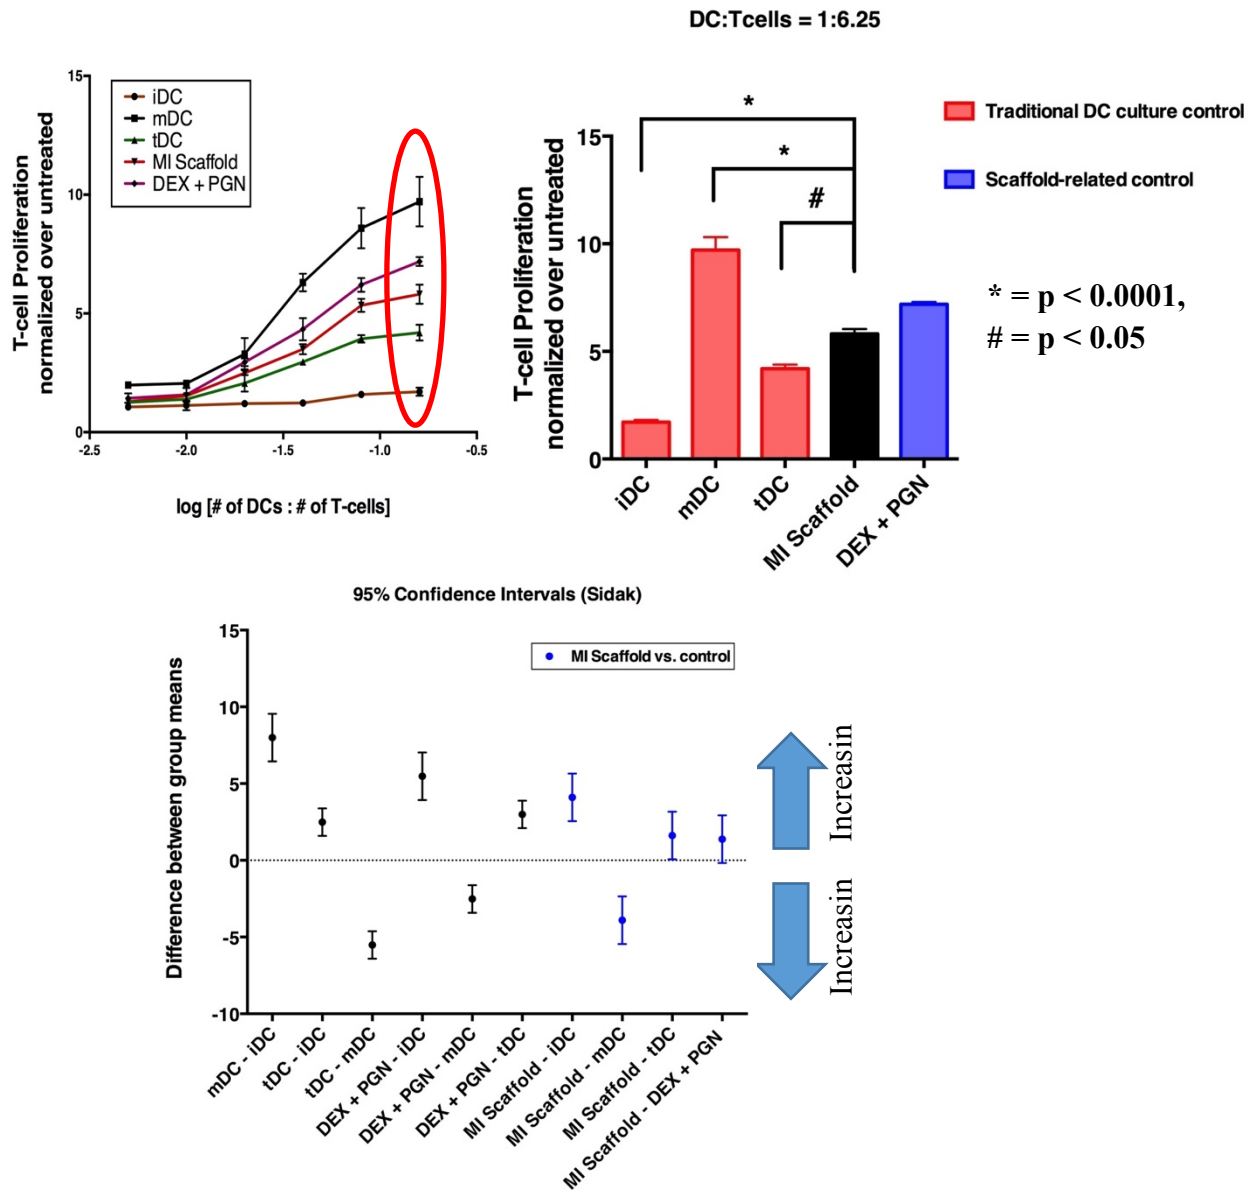 DC:Tcells = 1:6.25
T-cell Proliferation
normalized over untreated
15
10
5
0
-2.5
-2.0
-1.5
-1.0
-0.5
log [# of DCs : # of T-cells]
iDC
mDC
tDC
MI Scaffold
DEX + PGN
T-cell Proliferation
normalized over untreated
15
10
5
0
*
*
#
iDC
mDC
tDC
MI Scaffold
DEX + PGN
Traditional DC culture control
Scaffold-related control
* = p < 0.0001,
# = p < 0.05
95% Confidence Intervals (Sidak)
Difference between group means
15
10
5
0
-5
-10
MI Scaffold vs. control
mDC - iDC
tDC - iDC
tDC - mDC
DEX + PGN - iDC
DEX + PGN - mDC
DEX + PGN - tDC
MI Scaffold - iDC
MI Scaffold - mDC
MI Scaffold - tDC
MI Scaffold - DEX + PGN
Increasin
Increasin